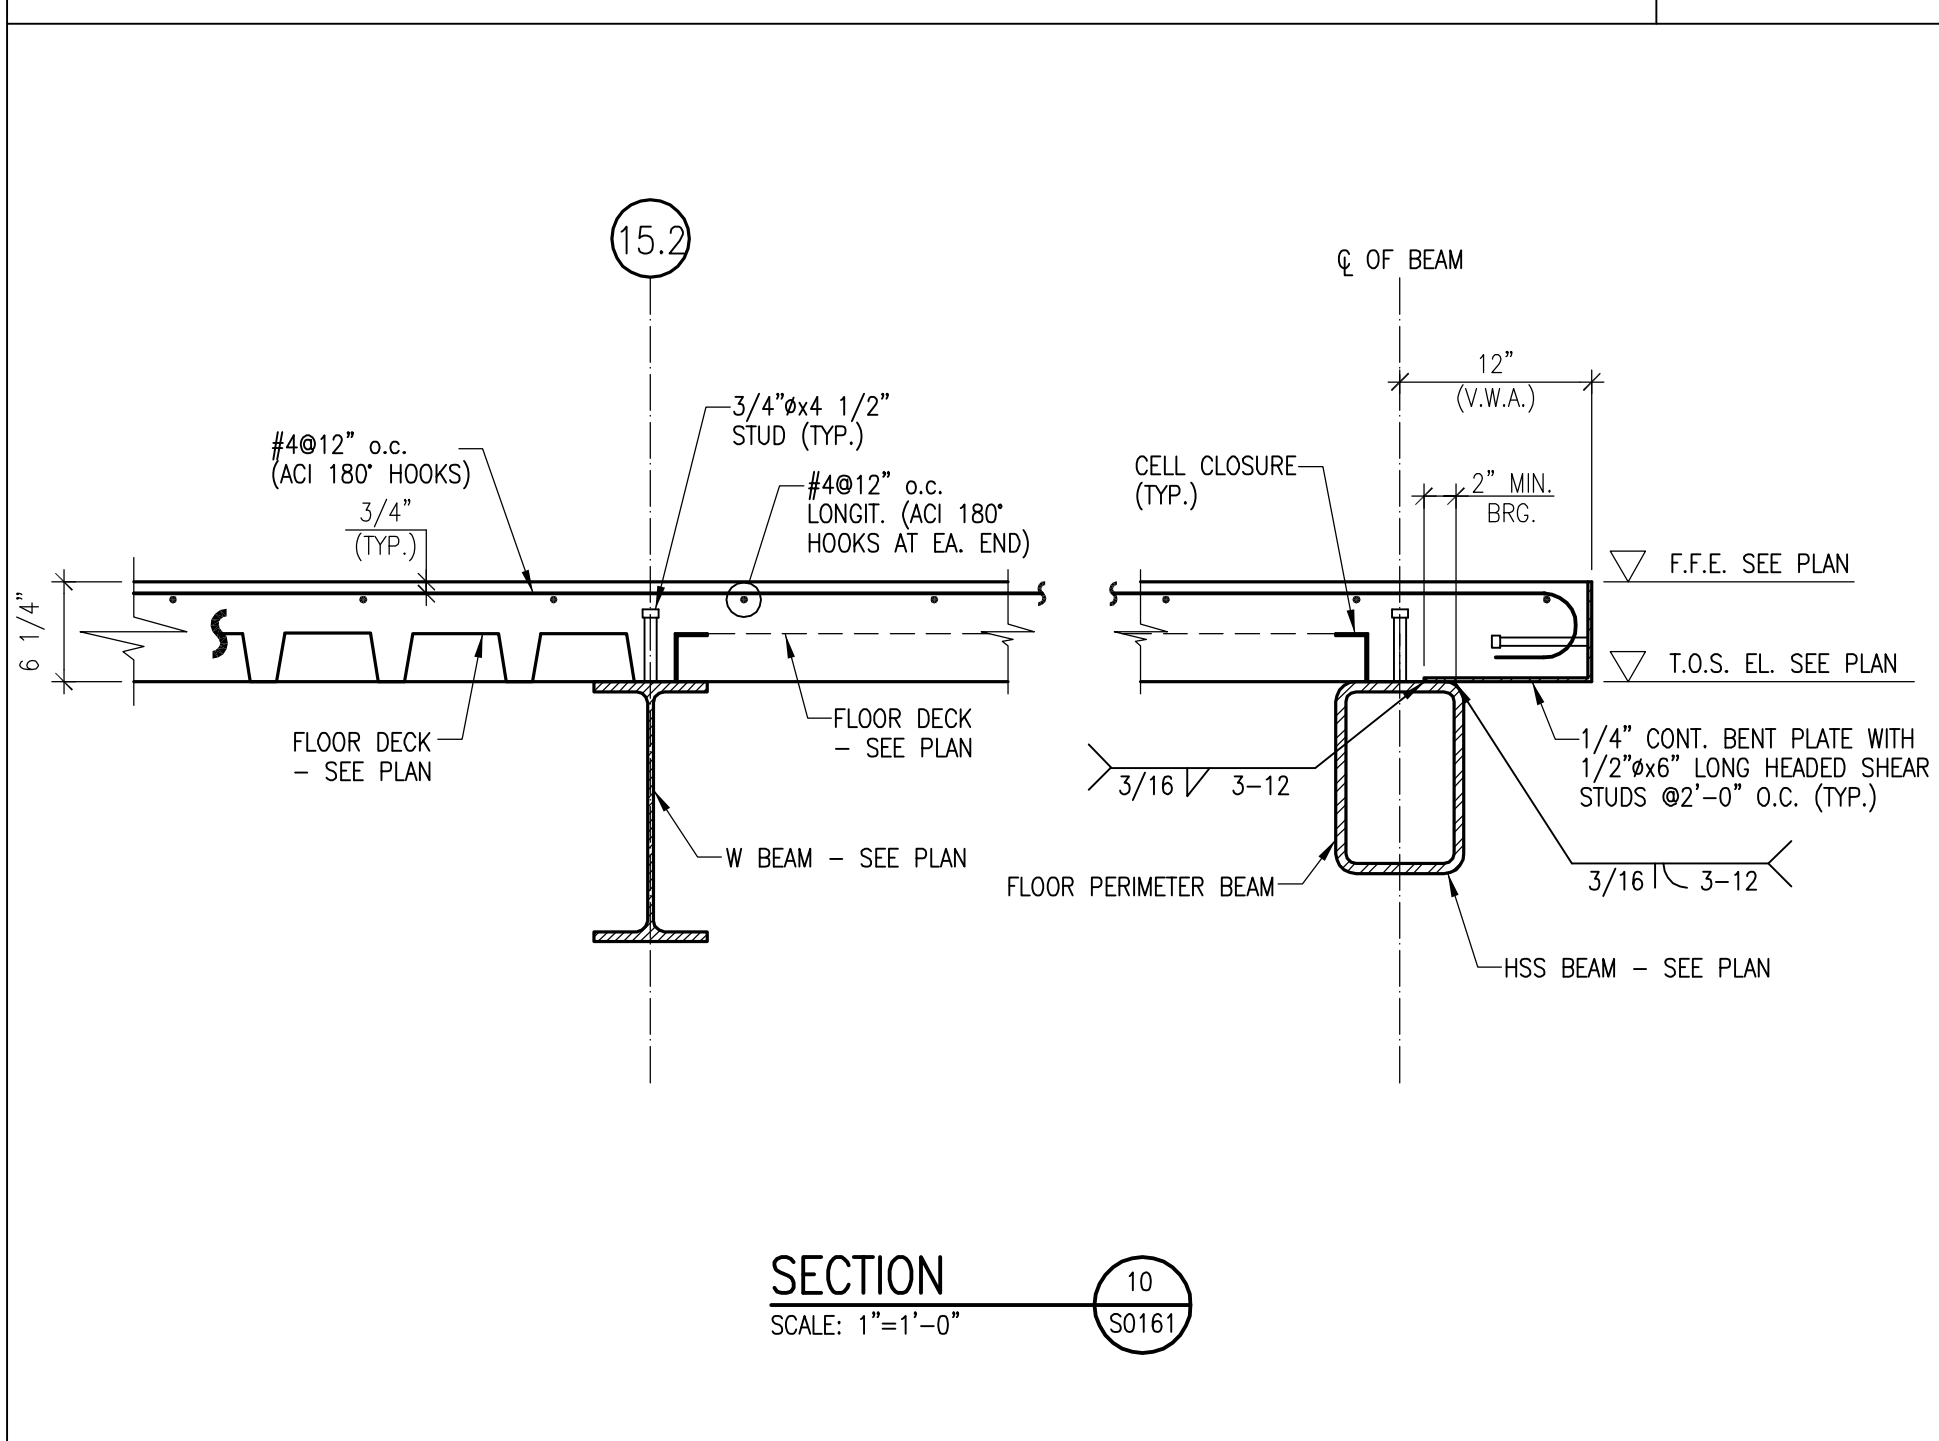 15.2
℄ OF BEAM
12"
(V.W.A.)
3/4"øx4 1/2"
STUD (TYP.)
#4@12" o.c.
(ACI 180° HOOKS)
3/4"
(TYP.)
#4@12" o.c.
LONGIT. (ACI 180°
HOOKS AT EA. END)
CELL CLOSURE
(TYP.)
2" MIN.
BRG.
F.F.E. SEE PLAN
6 1/4"
T.O.S. EL. SEE PLAN
FLOOR DECK
– SEE PLAN
FLOOR DECK
– SEE PLAN
1/4" CONT. BENT PLATE WITH
1/2"øx6" LONG HEADED SHEAR
STUDS @2'-0" O.C. (TYP.)
3/16 3-12
W BEAM – SEE PLAN
FLOOR PERIMETER BEAM
3/16 3-12
HSS BEAM – SEE PLAN
SECTION
SCALE: 1"=1'-0"
10
S0161